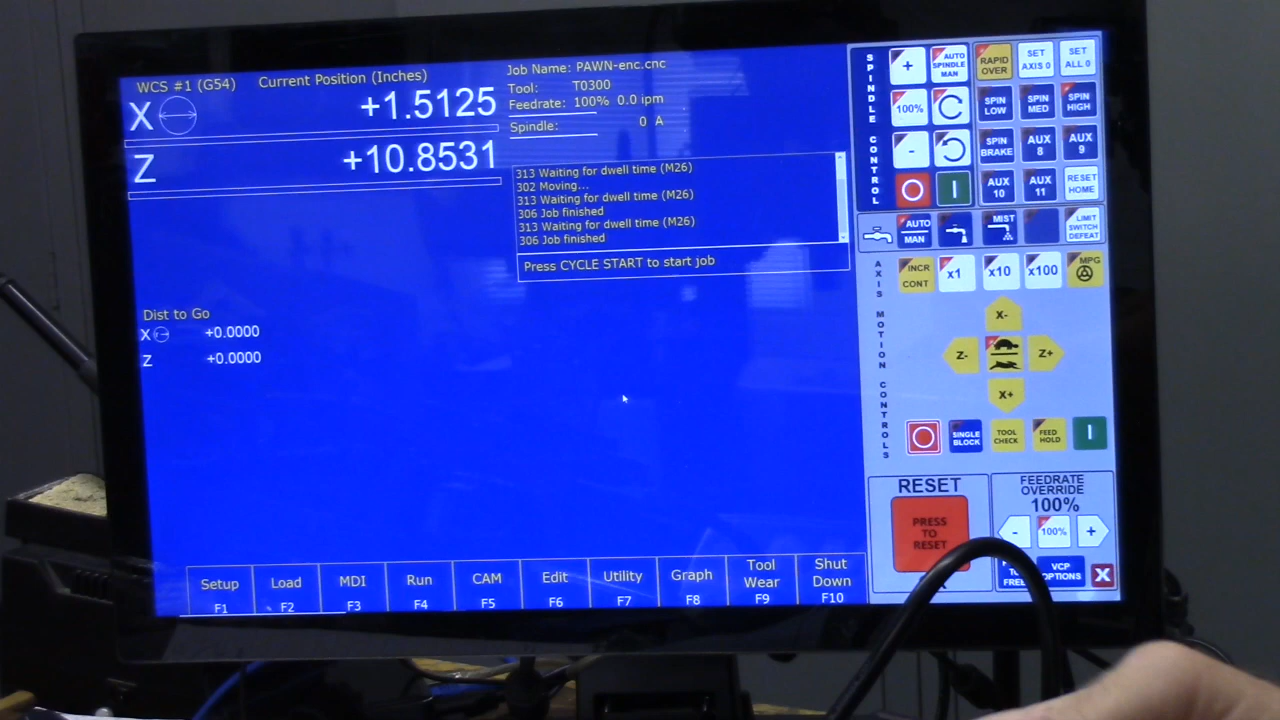 WCS #1 (G54) Current Position (Inches)
X +1.5125
Z +10.8531
Job Name: PAWN-enc.cnc
Tool: T0300
Feedrate: 100% 0.0 ipm
Spindle: 0 A
313 Waiting for dwell time (M26)
302 Moving...
313 Waiting for dwell time (M26)
306 Job finished
313 Waiting for dwell time (M26)
306 Job finished
Press CYCLE START to start job
Dist to Go
X +0.0000
Z +0.0000
Setup F1
Load F2
MDI F3
Run F4
CAM F5
Edit F6
Utility F7
Graph F8
Tool Wear F9
Shut Down F10
SPINDLE CONTROL
+
AUTO SPINDLE MAN
RAPID OVER
SET AXIS 0
SET ALL 0
100%
SPIN LOW
SPIN MED
SPIN HIGH
-
SPIN BRAKE
AUX 8
AUX 9
AUX 10
AUX 11
RESET HOME
AUTO MAN
MIST
LIMIT SWITCH DEFEAT
AXIS MOTION CONTROLS
INCR CONT
x1
x10
x100
MPG
X-
Z-
Z+
X+
SINGLE BLOCK
TOOL CHECK
FEED HOLD
RESET
PRESS TO RESET
FEEDRATE OVERRIDE
100%
-
100%
+
VCP OPTIONS
X